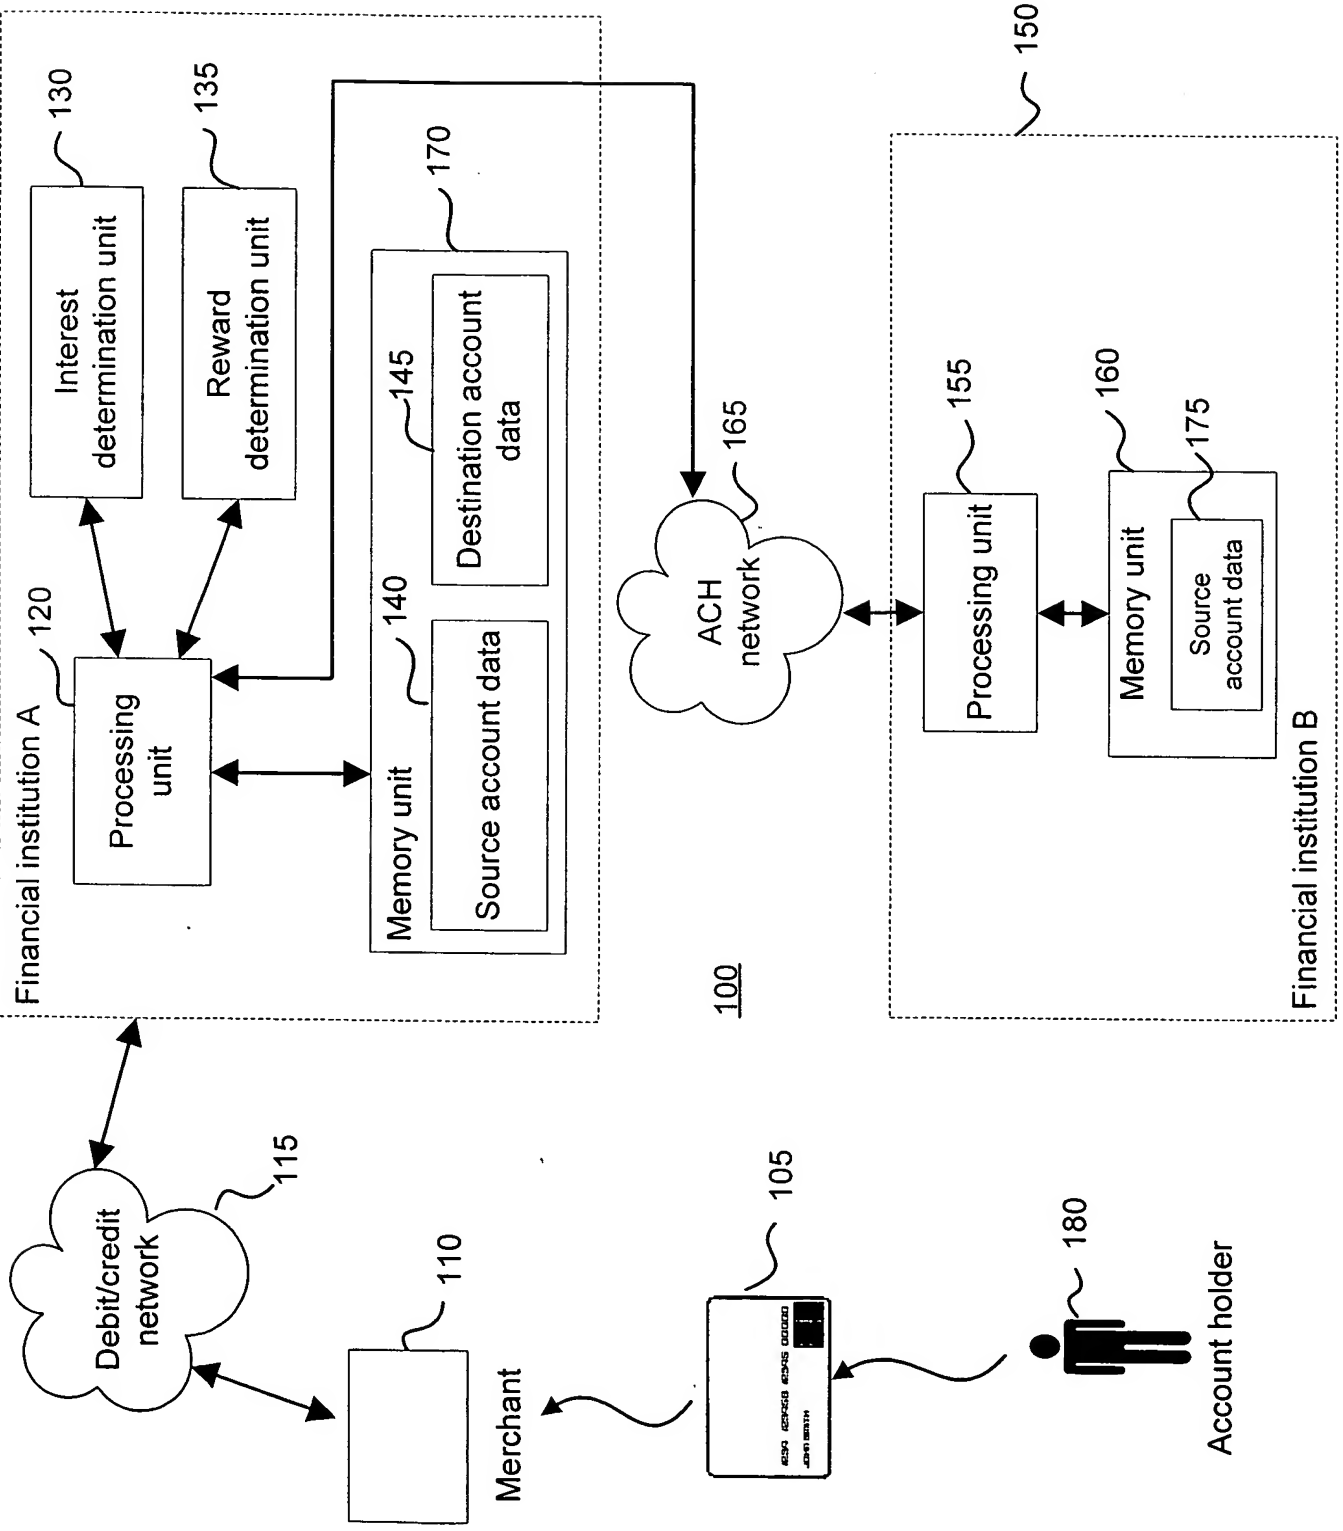 Financial institution A
120
Processing
unit
130
Interest
determination unit
135
Reward
determination unit
170
Memory unit
140
Source account data
145
Destination account
data
Debit/credit
network
115
110
Merchant
105
JOHN SMITH
180
Account holder
100
ACH
network
165
150
155
Processing unit
160
Memory unit
175
Source
account data
Financial institution B